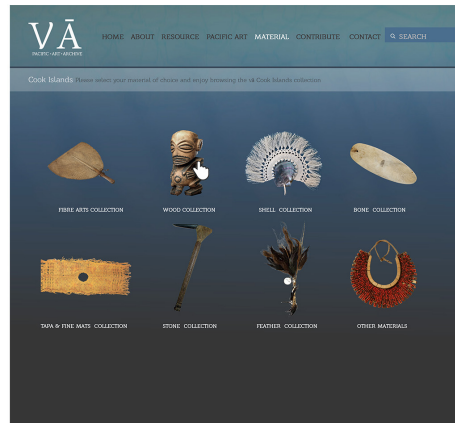 VĀ
PACIFIC • ART • ARCHIVE
HOME ABOUT RESOURCE PACIFIC ART MATERIAL CONTRIBUTE CONTACT SEARCH
Cook Islands Please select your material of choice and enjoy browsing the vā Cook Islands collection
FIBRE ARTS COLLECTION WOOD COLLECTION SHELL COLLECTION BONE COLLECTION
TAPA & FINE MATS COLLECTION STONE COLLECTION FEATHER COLLECTION OTHER MATERIALS